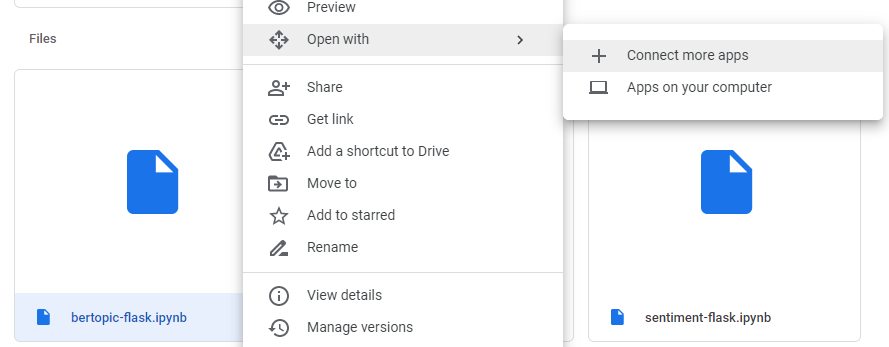 Preview
Files
Open with
Connect more apps
Apps on your computer
Share
Get link
Add a shortcut to Drive
Move to
Add to starred
Rename
View details
Manage versions
bertopic-flask.ipynb
sentiment-flask.ipynb